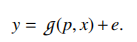 y = g(p, x) + e.